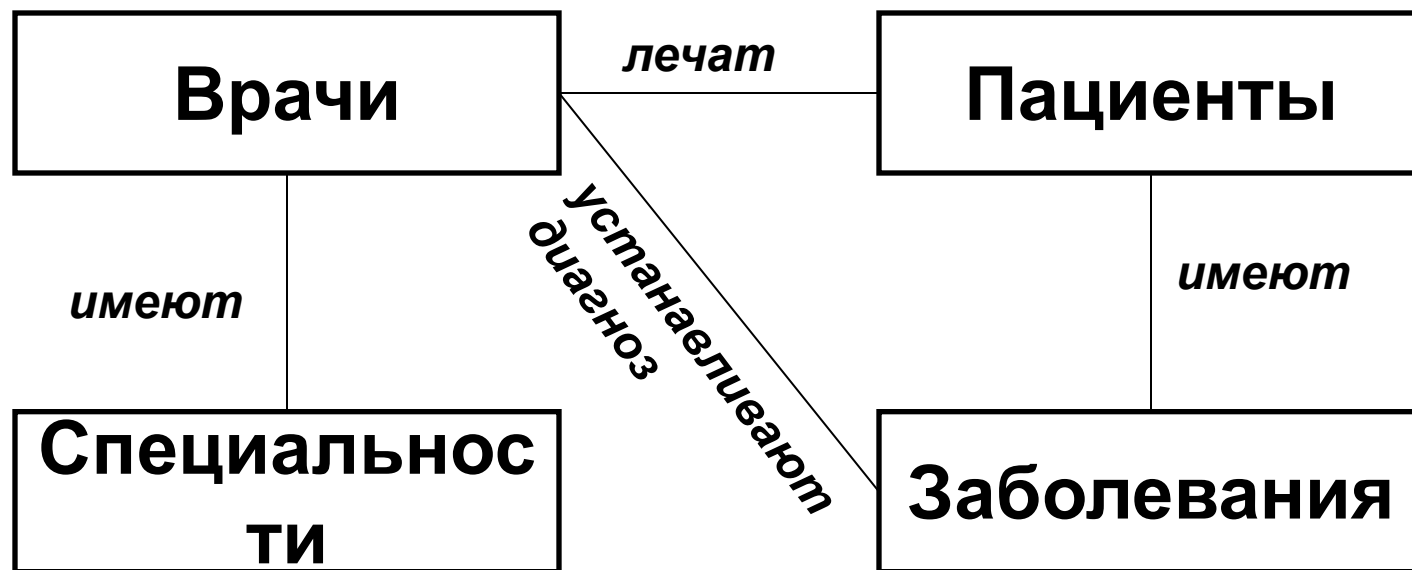 Врачи
лечат
Пациенты
устанавливают
диагноз
имеют
имеют
Специальнос
ти
Заболевания